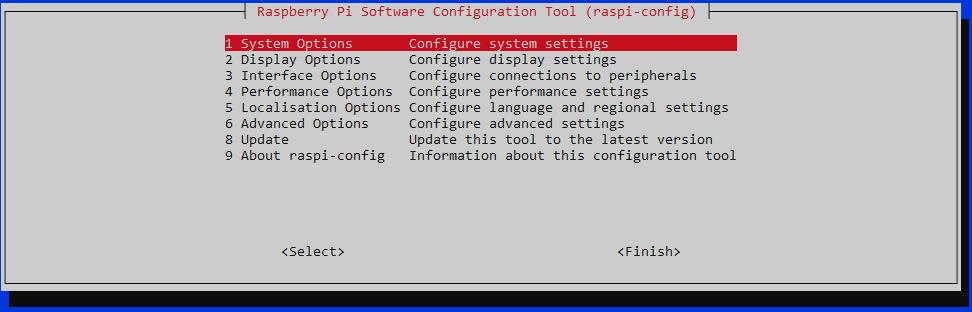 Raspberry Pi Software Configuration Tool (raspi-config)
1 System Options Configure system settings
2 Display Options Configure display settings
3 Interface Options Configure connections to peripherals
4 Performance Options Configure performance settings
5 Localisation Options Configure language and regional settings
6 Advanced Options Configure advanced settings
8 Update Update this tool to the latest version
9 About raspi-config Information about this configuration tool
<Select> <Finish>